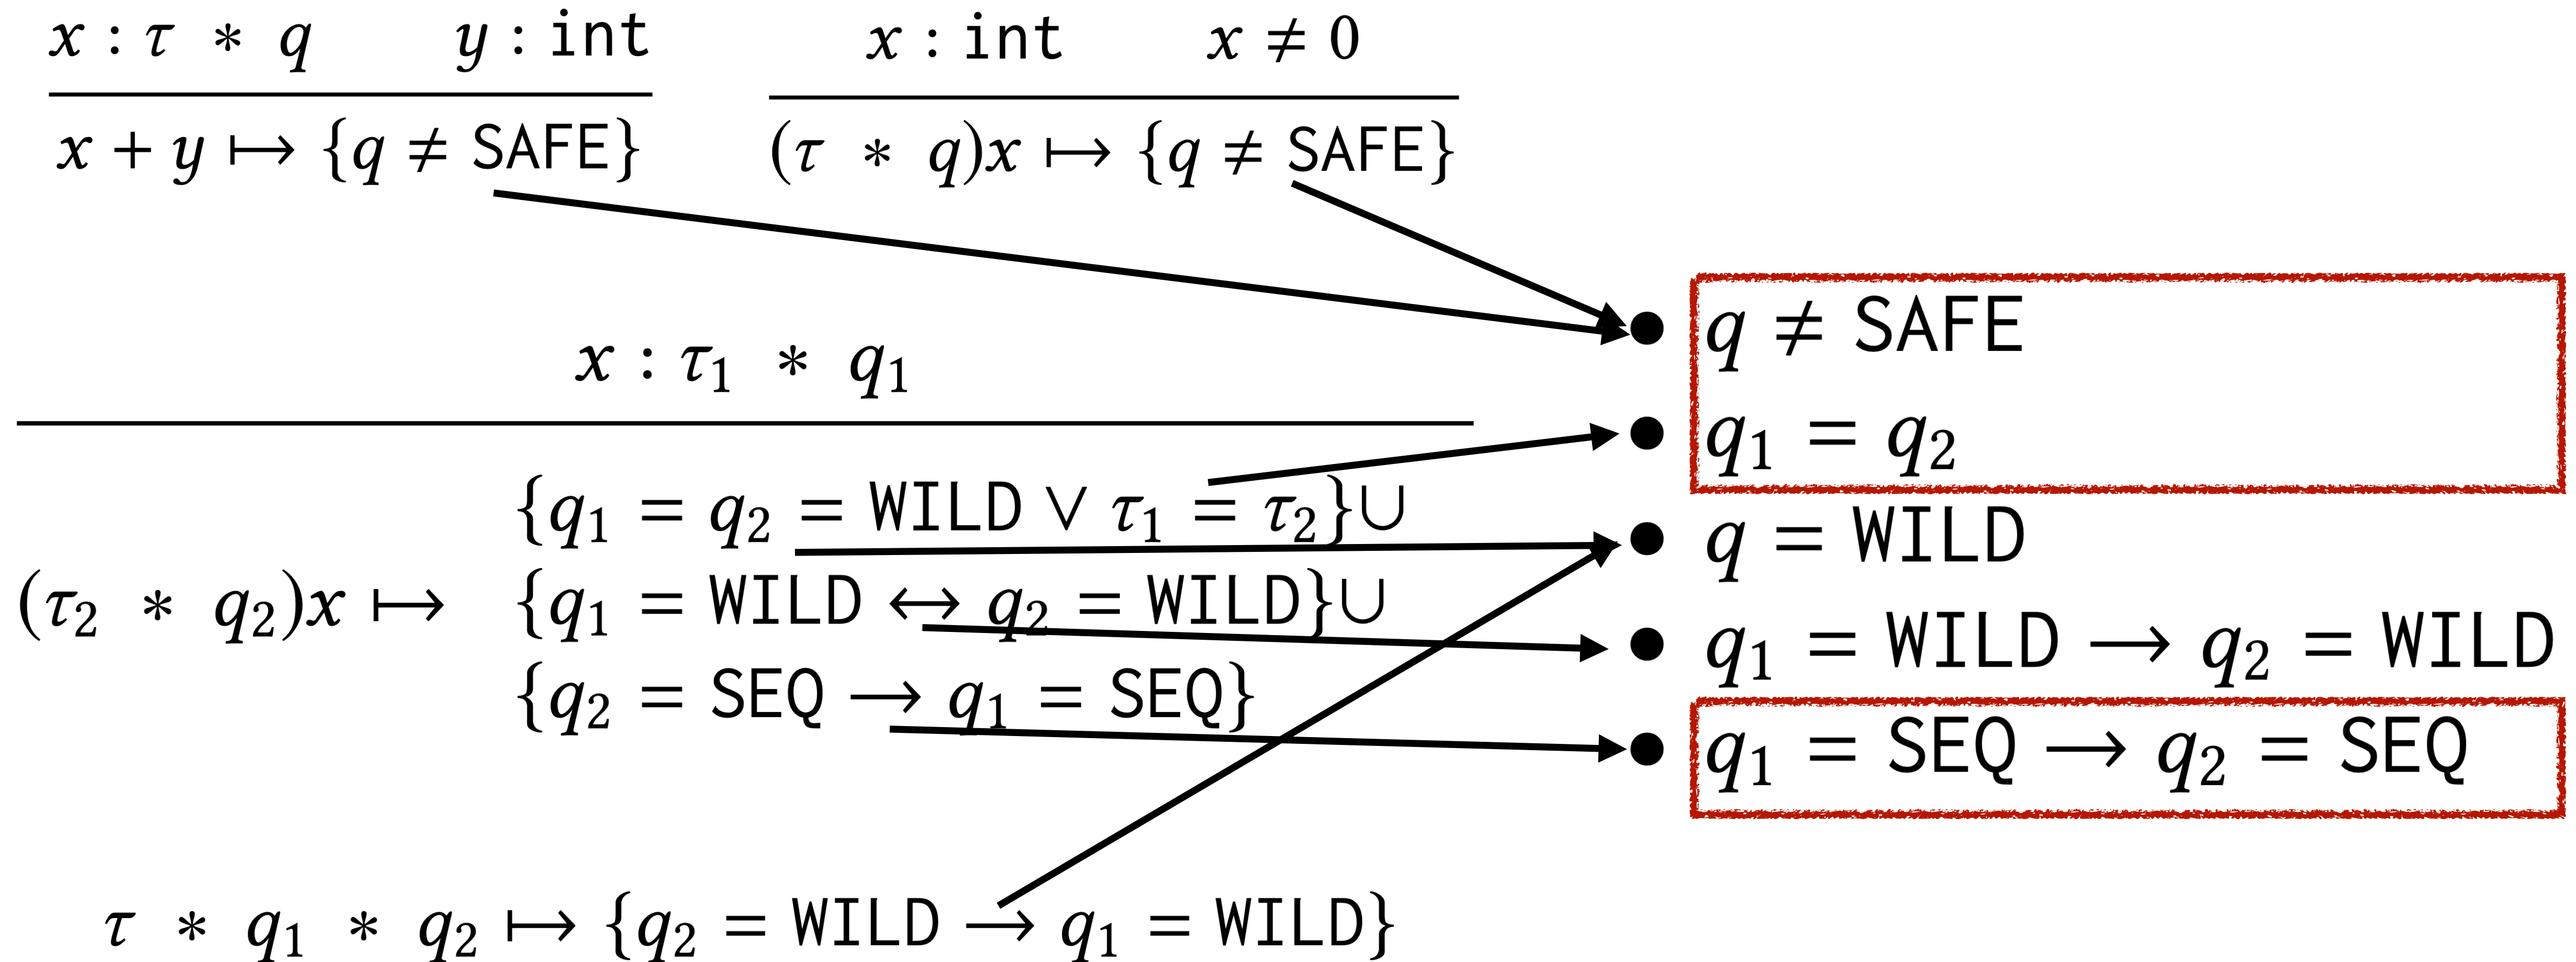 x : τ ∗ q    y : int
x + y ↦ {q ≠ SAFE}
x : int    x ≠ 0
(τ ∗ q)x ↦ {q ≠ SAFE}
x : τ₁ ∗ q₁
(τ₂ ∗ q₂)x ↦
{q₁ = q₂ = WILD ∨ τ₁ = τ₂}∪
{q₁ = WILD ⟷ q₂ = WILD}∪
{q₂ = SEQ ⟶ q₁ = SEQ}
τ ∗ q₁ ∗ q₂ ↦ {q₂ = WILD ⟶ q₁ = WILD}
• q ≠ SAFE
• q₁ = q₂
• q = WILD
• q₁ = WILD ⟶ q₂ = WILD
• q₁ = SEQ ⟶ q₂ = SEQ